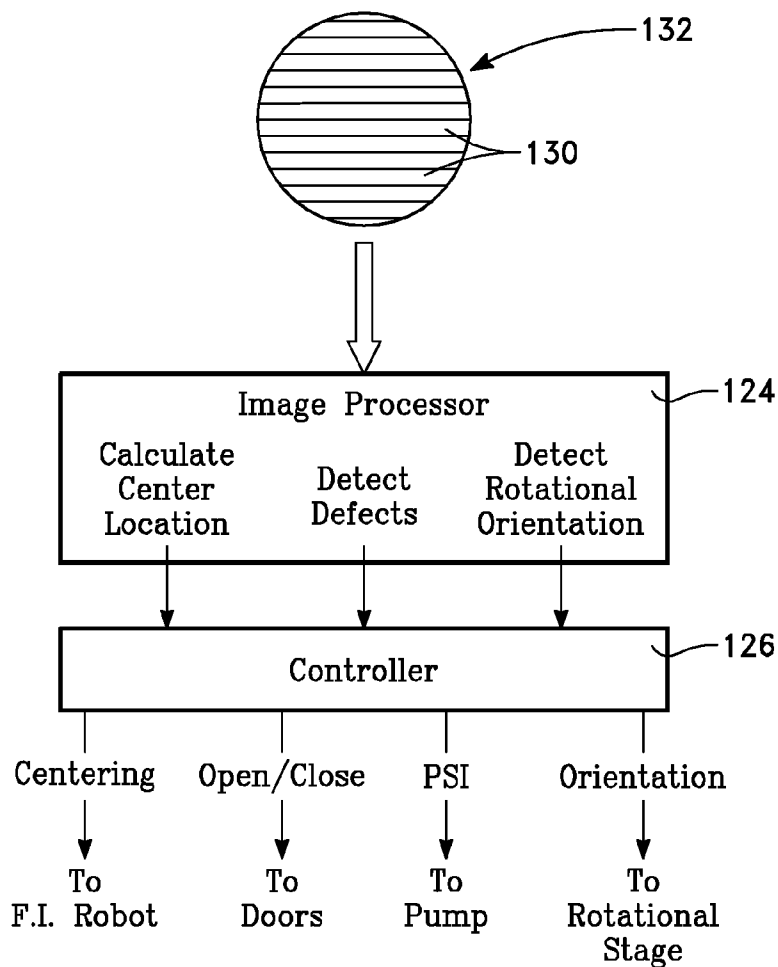 132
130
124
Image Processor
Calculate
Center
Location
Detect
Defects
Detect
Rotational
Orientation
126
Controller
Centering
Open/Close
PSI
Orientation
To
F.I. Robot
To
Doors
To
Pump
To
Rotational
Stage